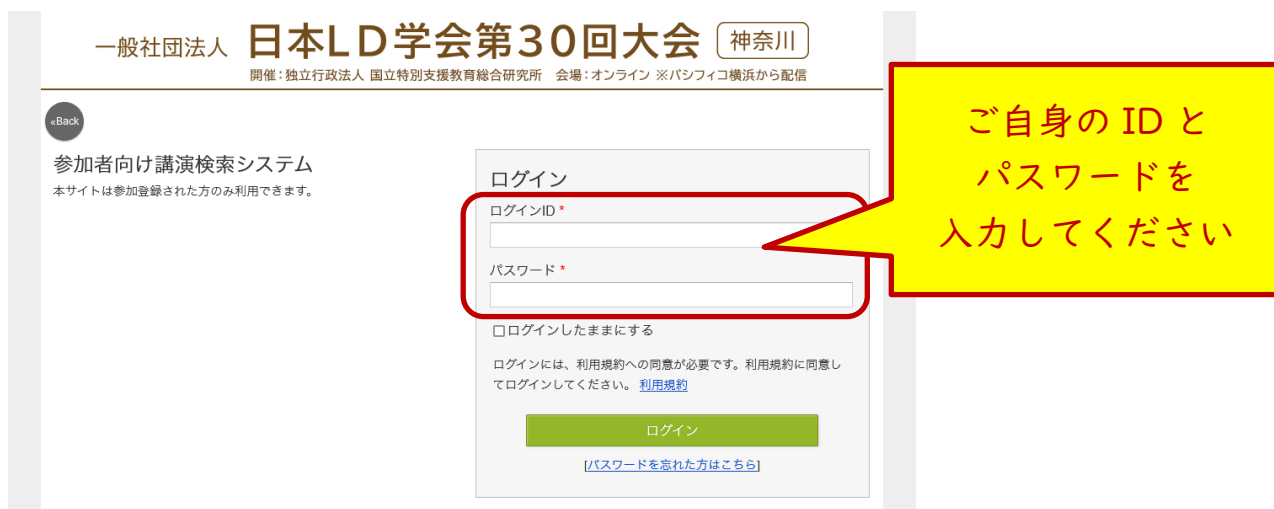 一般社団法人 日本LD学会第30回大会 神奈川
開催：独立行政法人 国立特別支援教育総合研究所 会場：オンライン ※パシフィコ横浜から配信
«Back
参加者向け講演検索システム
本サイトは参加登録された方のみ利用できます。
ログイン
ログインID *
パスワード *
ログインしたままにする
ログインには、利用規約への同意が必要です。利用規約に同意し
てログインしてください。 利用規約
ログイン
[パスワードを忘れた方はこちら]
ご自身の ID と
パスワードを
入力してください